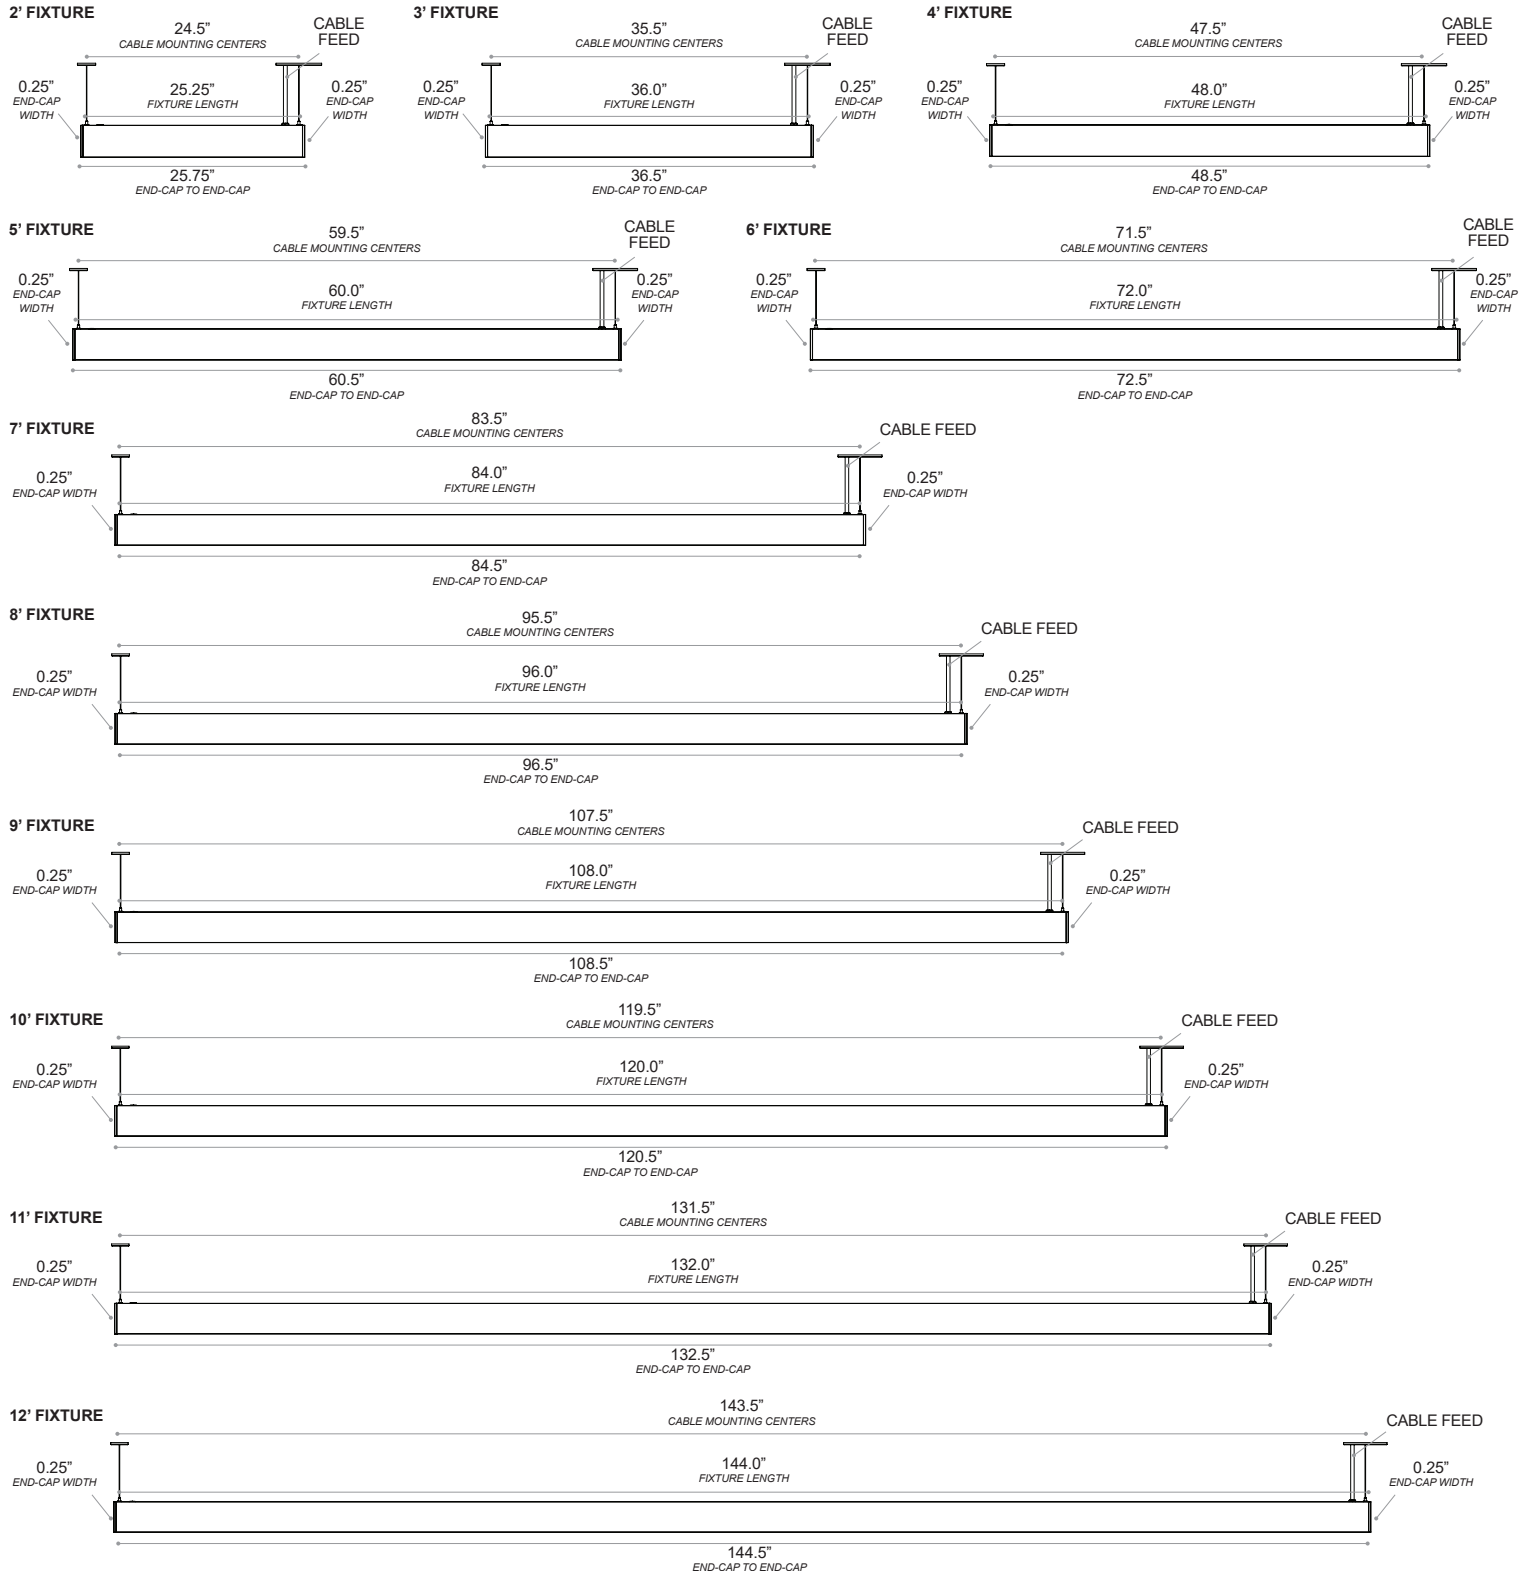 2’ FIXTURE
24.5”
CABLE MOUNTING CENTERS
CABLE
FEED
0.25”
END-CAP
WIDTH
25.25”
FIXTURE LENGTH
0.25”
END-CAP
WIDTH
25.75”
END-CAP TO END-CAP
3’ FIXTURE
35.5”
CABLE MOUNTING CENTERS
CABLE
FEED
0.25”
END-CAP
WIDTH
36.0”
FIXTURE LENGTH
0.25”
END-CAP
WIDTH
36.5”
END-CAP TO END-CAP
4’ FIXTURE
47.5”
CABLE MOUNTING CENTERS
CABLE
FEED
0.25”
END-CAP
WIDTH
48.0”
FIXTURE LENGTH
0.25”
END-CAP
WIDTH
48.5”
END-CAP TO END-CAP
5’ FIXTURE
59.5”
CABLE MOUNTING CENTERS
CABLE
FEED
0.25”
END-CAP
WIDTH
60.0”
FIXTURE LENGTH
0.25”
END-CAP
WIDTH
60.5”
END-CAP TO END-CAP
6’ FIXTURE
71.5”
CABLE MOUNTING CENTERS
CABLE
FEED
0.25”
END-CAP
WIDTH
72.0”
FIXTURE LENGTH
0.25”
END-CAP
WIDTH
72.5”
END-CAP TO END-CAP
7’ FIXTURE
83.5”
CABLE MOUNTING CENTERS
CABLE FEED
0.25”
END-CAP WIDTH
84.0”
FIXTURE LENGTH
0.25”
END-CAP WIDTH
84.5”
END-CAP TO END-CAP
8’ FIXTURE
95.5”
CABLE MOUNTING CENTERS
CABLE FEED
0.25”
END-CAP WIDTH
96.0”
FIXTURE LENGTH
0.25”
END-CAP WIDTH
96.5”
END-CAP TO END-CAP
9’ FIXTURE
107.5”
CABLE MOUNTING CENTERS
CABLE FEED
0.25”
END-CAP WIDTH
108.0”
FIXTURE LENGTH
0.25”
END-CAP WIDTH
108.5”
END-CAP TO END-CAP
10’ FIXTURE
119.5”
CABLE MOUNTING CENTERS
CABLE FEED
0.25”
END-CAP WIDTH
120.0”
FIXTURE LENGTH
0.25”
END-CAP WIDTH
120.5”
END-CAP TO END-CAP
11’ FIXTURE
131.5”
CABLE MOUNTING CENTERS
CABLE FEED
0.25”
END-CAP WIDTH
132.0”
FIXTURE LENGTH
0.25”
END-CAP WIDTH
132.5”
END-CAP TO END-CAP
12’ FIXTURE
143.5”
CABLE MOUNTING CENTERS
CABLE FEED
0.25”
END-CAP WIDTH
144.0”
FIXTURE LENGTH
0.25”
END-CAP WIDTH
144.5”
END-CAP TO END-CAP